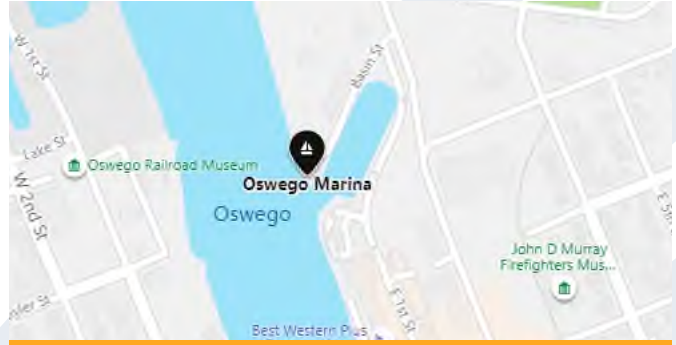 W 1st St
Basin St
Lake St
Oswego Railroad Museum
Oswego Marina
W 2nd St
Oswego
E 5th
John D Murray
Firefighters Mus...
E 1st St
Best Western Plus